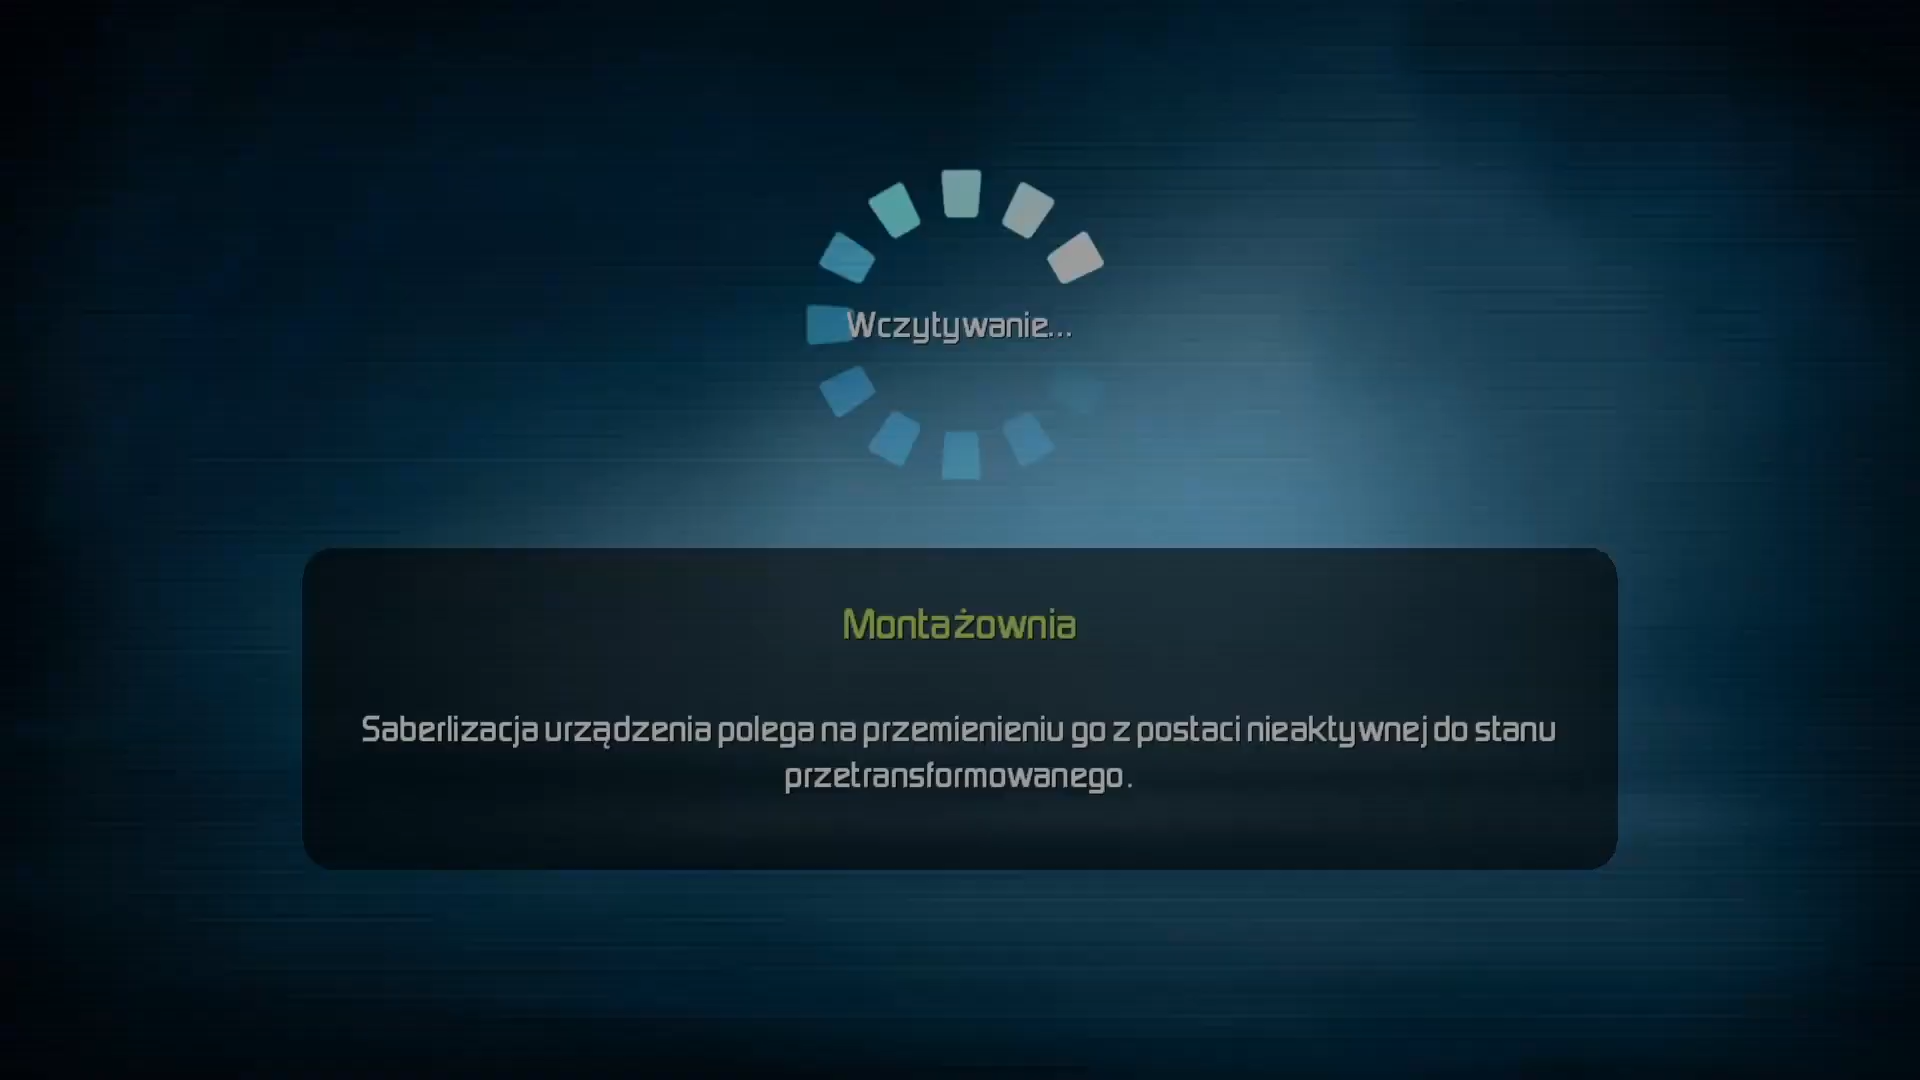 Wczytywanie...
Montażownia
Saberlizacja urządzenia polega na przemienieniu go z postaci nieaktywnej do stanu
przetransformowanego.